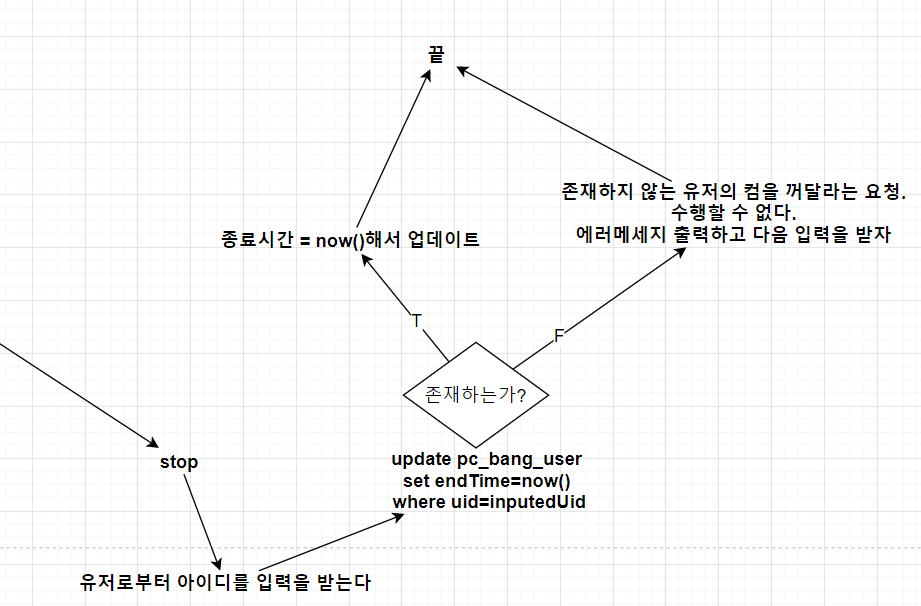 끝
존재하지 않는 유저의 컴을 꺼달라는 요청.
수행할 수 없다.
에러메세지 출력하고 다음 입력을 받자
종료시간 = now()해서 업데이트
T
F
존재하는가?
update pc_bang_user
set endTime=now()
where uid=inputedUid
stop
유저로부터 아이디를 입력을 받는다